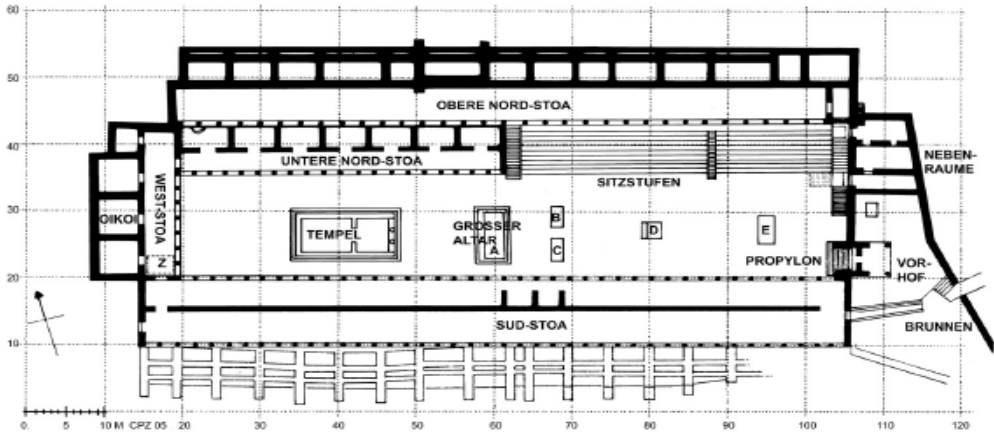 60
50
40
30
20
10
OBERE NORD-STOA
UNTERE NORD-STOA
SITZSTUFEN
NEBEN-
RAUME
WEST-STOA
OIKOI
Z
TEMPEL
GROSSER
ALTAR
A
B
C
D
E
PROPYLON
VOR-
HOF
SUD-STOA
BRUNNEN
0. 5 10 M CPZ 05 20 30 40 50 60 70 80 90 100 110 120